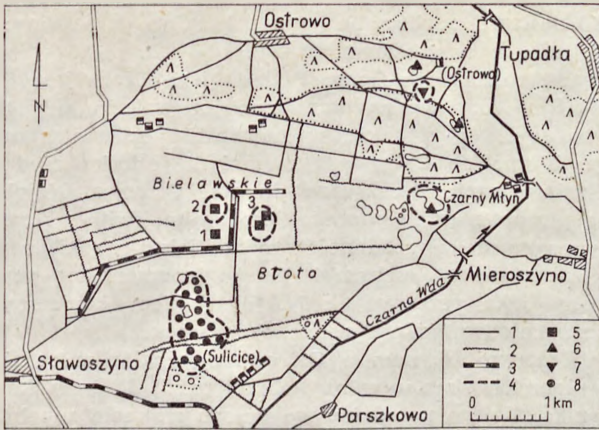 Ostrowo
Tupadła
(Ostrowo)
N
Bielawskie
2
3
1
Czarny Młyn
Błoto
Mieroszyno
Czarna Wda
Sławoszyno
(Sulicice)
Parszkowo
1 5
2 6
3 7
4 8
0 1km